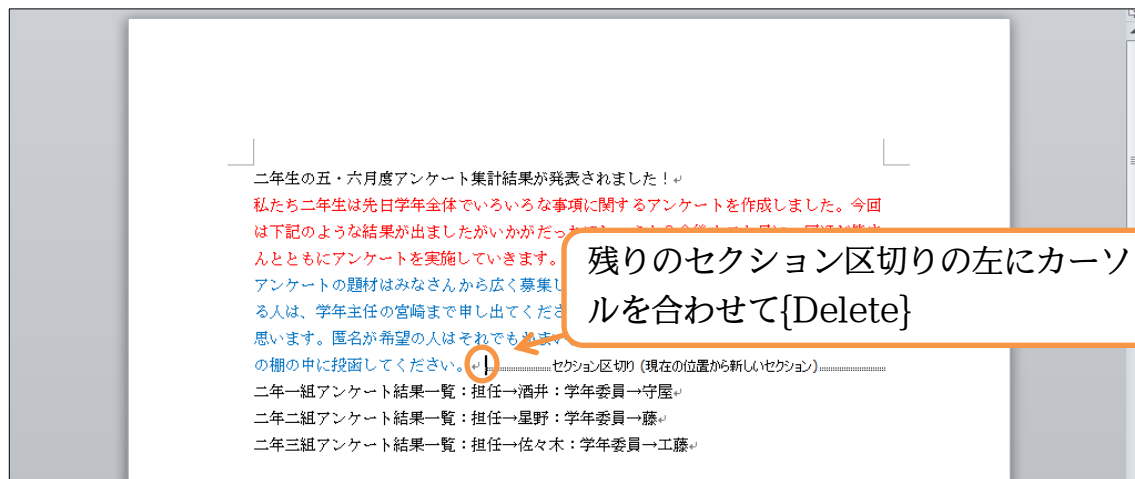 二年生の五・六月度アンケート集計結果が発表されました！
私たち二年生は先日学年全体でいろいろな事項に関するアンケートを作成しました。今回
は下記のような結果が出ましたがいかがだっ
んとともにアンケートを実施していきます。
アンケートの題材はみなさんから広く募集し
る人は、学年主任の宮崎まで申し出てくださ
思います。匿名が希望の人はそれでも
の棚の中に投函してください。
セクション区切り (現在の位置から新しいセクション)
二年一組アンケート結果一覧：担任→酒井：学年委員→守屋
二年二組アンケート結果一覧：担任→星野：学年委員→藤
二年三組アンケート結果一覧：担任→佐々木：学年委員→工藤
残りのセクション区切りの左にカーソ
ルを合わせて{Delete}